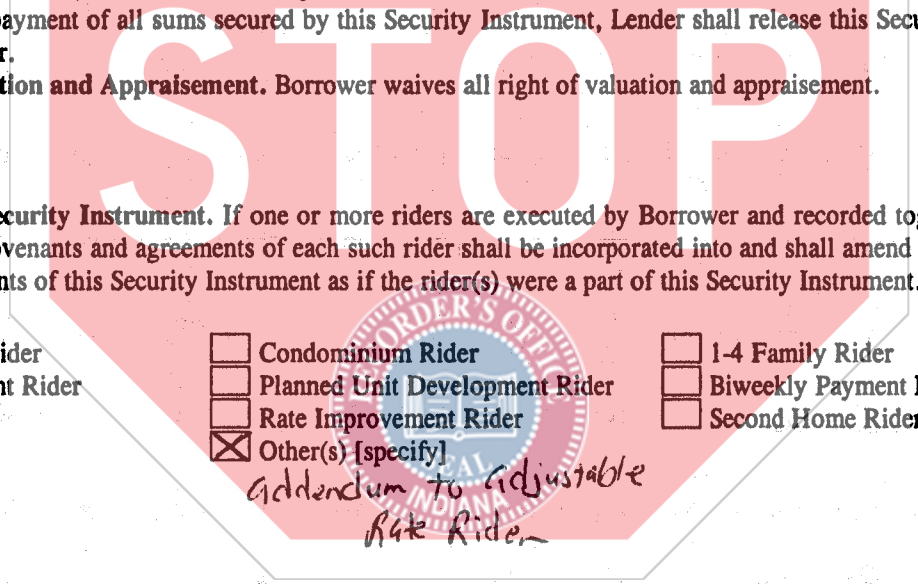 STOP
payment of all sums secured by this Security Instrument, Lender shall release this Secu
r.
tion and Appraisement. Borrower waives all right of valuation and appraisement.
ecurity Instrument. If one or more riders are executed by Borrower and recorded to
venants and agreements of each such rider shall be incorporated into and shall amend
nts of this Security Instrument as if the rider(s) were a part of this Security Instrument.
ider
Condominium Rider
1-4 Family Rider
nt Rider
Planned Unit Development Rider
Biweekly Payment
Rate Improvement Rider
Second Home Rider
Other(s) [specify]
Addendum to Adjustable
Rate Rider
RECORDER'S OFFICE
SEAL
INDIANA